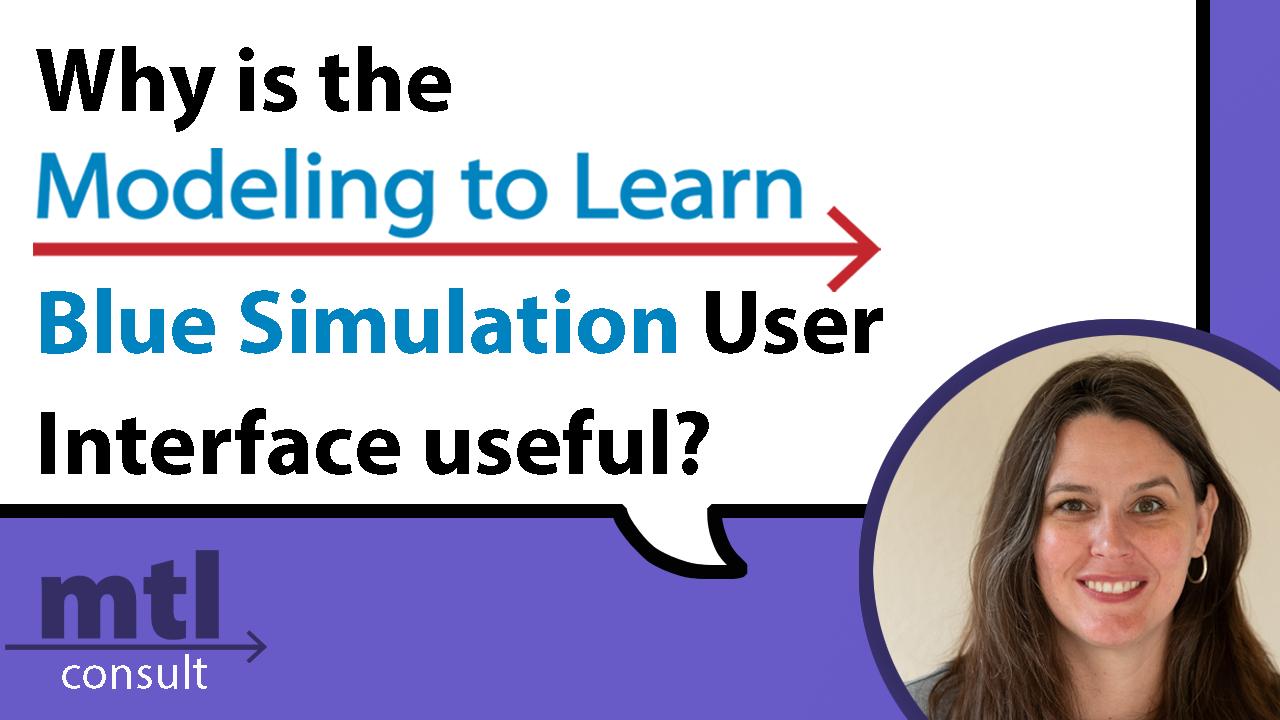 Why is the
Modeling to Learn
Blue Simulation User
Interface useful?
mtl
consult